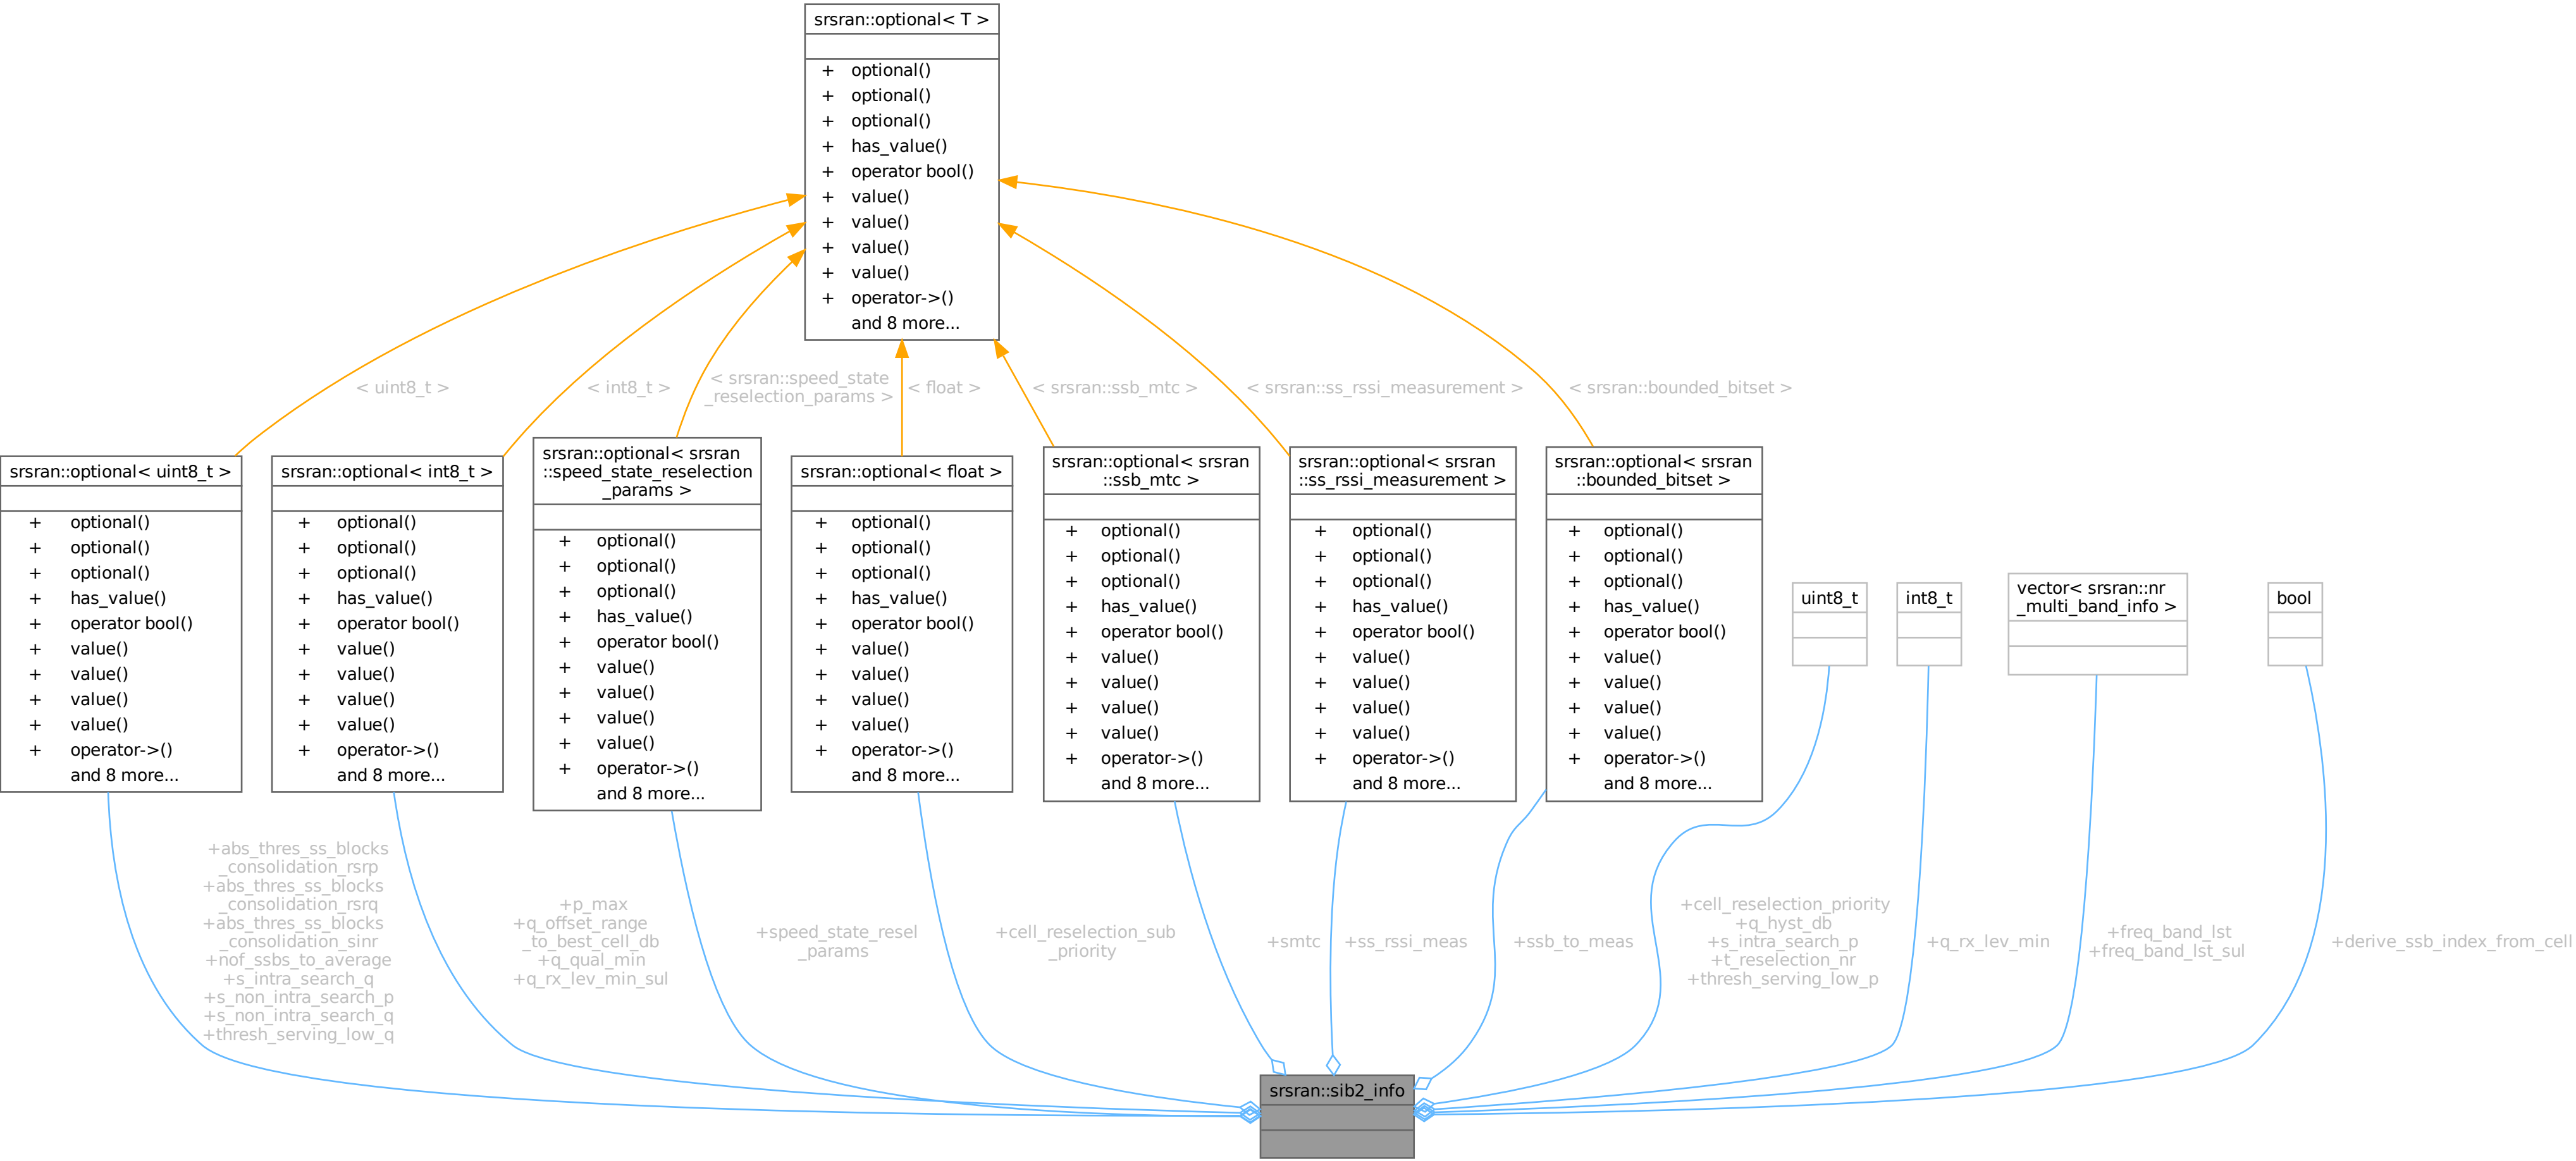 srsran::optional< T >
+ optional()
+ optional()
+ optional()
+ has_value()
+ operator bool()
+ value()
+ value()
+ value()
+ value()
+ operator->()
and 8 more...
< uint8_t >
< int8_t >
< srsran::speed_state
_reselection_params >
< float >
< srsran::ssb_mtc >
< srsran::ss_rssi_measurement >
< srsran::bounded_bitset >
srsran::optional< uint8_t >
+ optional()
+ optional()
+ optional()
+ has_value()
+ operator bool()
+ value()
+ value()
+ value()
+ value()
+ operator->()
and 8 more...
srsran::optional< int8_t >
+ optional()
+ optional()
+ optional()
+ has_value()
+ operator bool()
+ value()
+ value()
+ value()
+ value()
+ operator->()
and 8 more...
srsran::optional< srsran
::speed_state_reselection
_params >
+ optional()
+ optional()
+ optional()
+ has_value()
+ operator bool()
+ value()
+ value()
+ value()
+ value()
+ operator->()
and 8 more...
srsran::optional< float >
+ optional()
+ optional()
+ optional()
+ has_value()
+ operator bool()
+ value()
+ value()
+ value()
+ value()
+ operator->()
and 8 more...
srsran::optional< srsran
::ssb_mtc >
+ optional()
+ optional()
+ optional()
+ has_value()
+ operator bool()
+ value()
+ value()
+ value()
+ value()
+ operator->()
and 8 more...
srsran::optional< srsran
::ss_rssi_measurement >
+ optional()
+ optional()
+ optional()
+ has_value()
+ operator bool()
+ value()
+ value()
+ value()
+ value()
+ operator->()
and 8 more...
srsran::optional< srsran
::bounded_bitset >
+ optional()
+ optional()
+ optional()
+ has_value()
+ operator bool()
+ value()
+ value()
+ value()
+ value()
+ operator->()
and 8 more...
uint8_t
int8_t
vector< srsran::nr
_multi_band_info >
bool
+abs_thres_ss_blocks
_consolidation_rsrp
+abs_thres_ss_blocks
_consolidation_rsrq
+abs_thres_ss_blocks
_consolidation_sinr
+nof_ssbs_to_average
+s_intra_search_q
+s_non_intra_search_p
+s_non_intra_search_q
+thresh_serving_low_q
+p_max
+q_offset_range
_to_best_cell_db
+q_qual_min
+q_rx_lev_min_sul
+speed_state_resel
_params
+cell_reselection_sub
_priority
+smtc
+ss_rssi_meas
+ssb_to_meas
+cell_reselection_priority
+q_hyst_db
+s_intra_search_p
+t_reselection_nr
+thresh_serving_low_p
+q_rx_lev_min
+freq_band_lst
+freq_band_lst_sul
+derive_ssb_index_from_cell
srsran::sib2_info